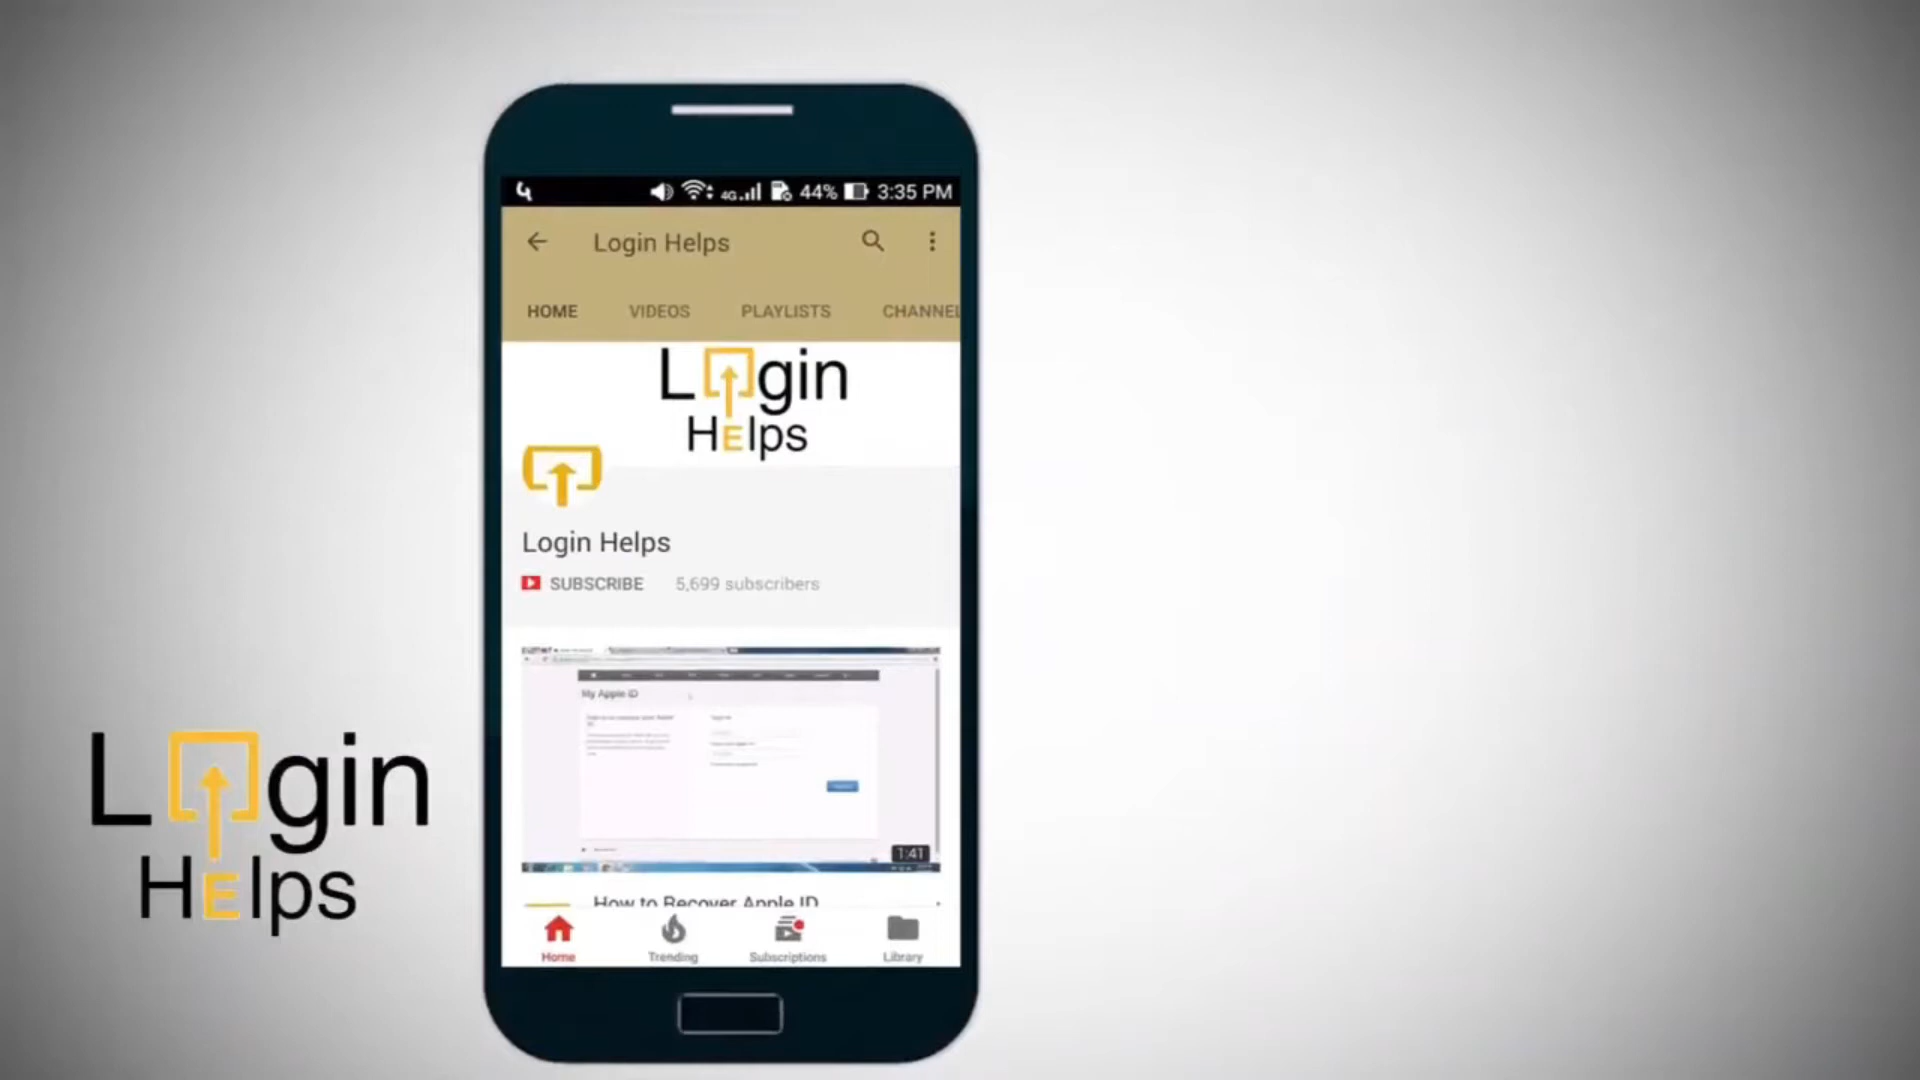 4G 44% 3:35 PM
Login Helps
HOME VIDEOS PLAYLISTS CHANNEL
Login
Helps
Login Helps
SUBSCRIBE 5,699 subscribers
My Apple ID
1:41
How to Recover Apple ID
Home Trending Subscriptions Library
Login
Helps